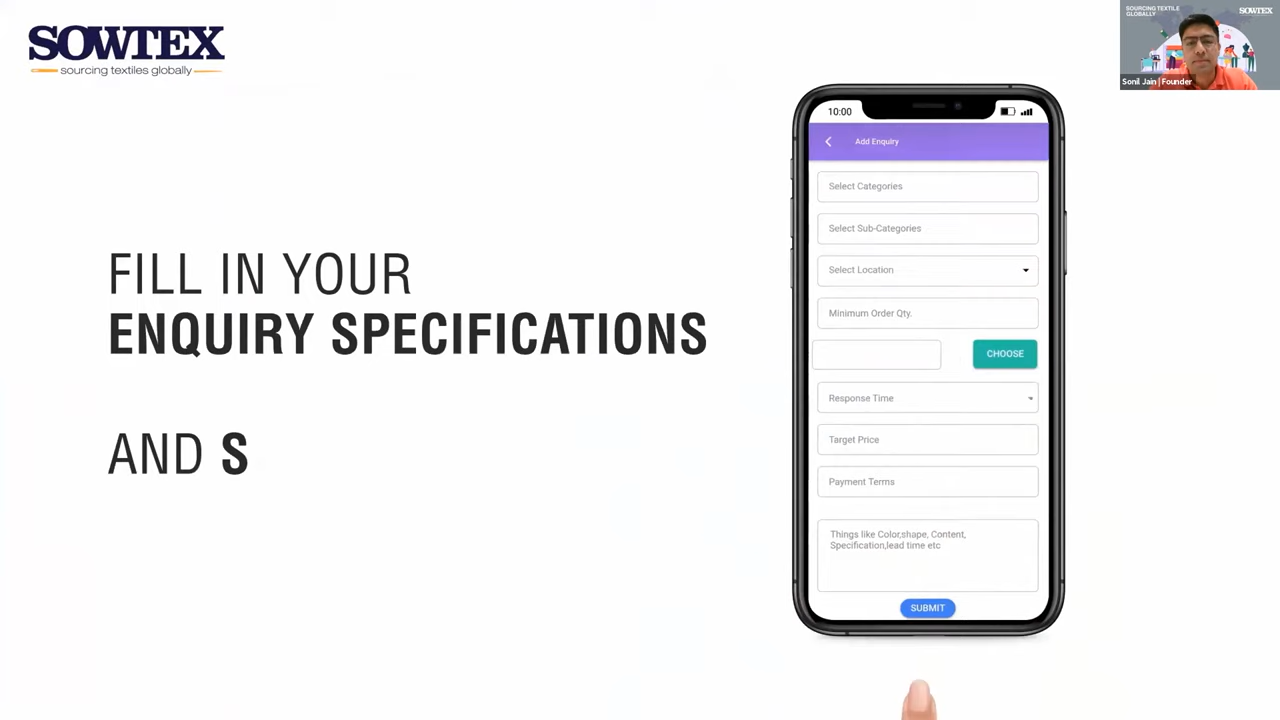 SOWTEX
sourcing textiles globally
SOURCING TEXTILE
GLOBALLY
SOWTEX
Sonil Jain | Founder
10:00
Add Enquiry
Select Categories
Select Sub-Categories
Select Location
Minimum Order Qty.
CHOOSE
Response Time
Target Price
Payment Terms
Things like Color,shape, Content,
Specification,lead time etc
SUBMIT
FILL IN YOUR
ENQUIRY SPECIFICATIONS
AND S